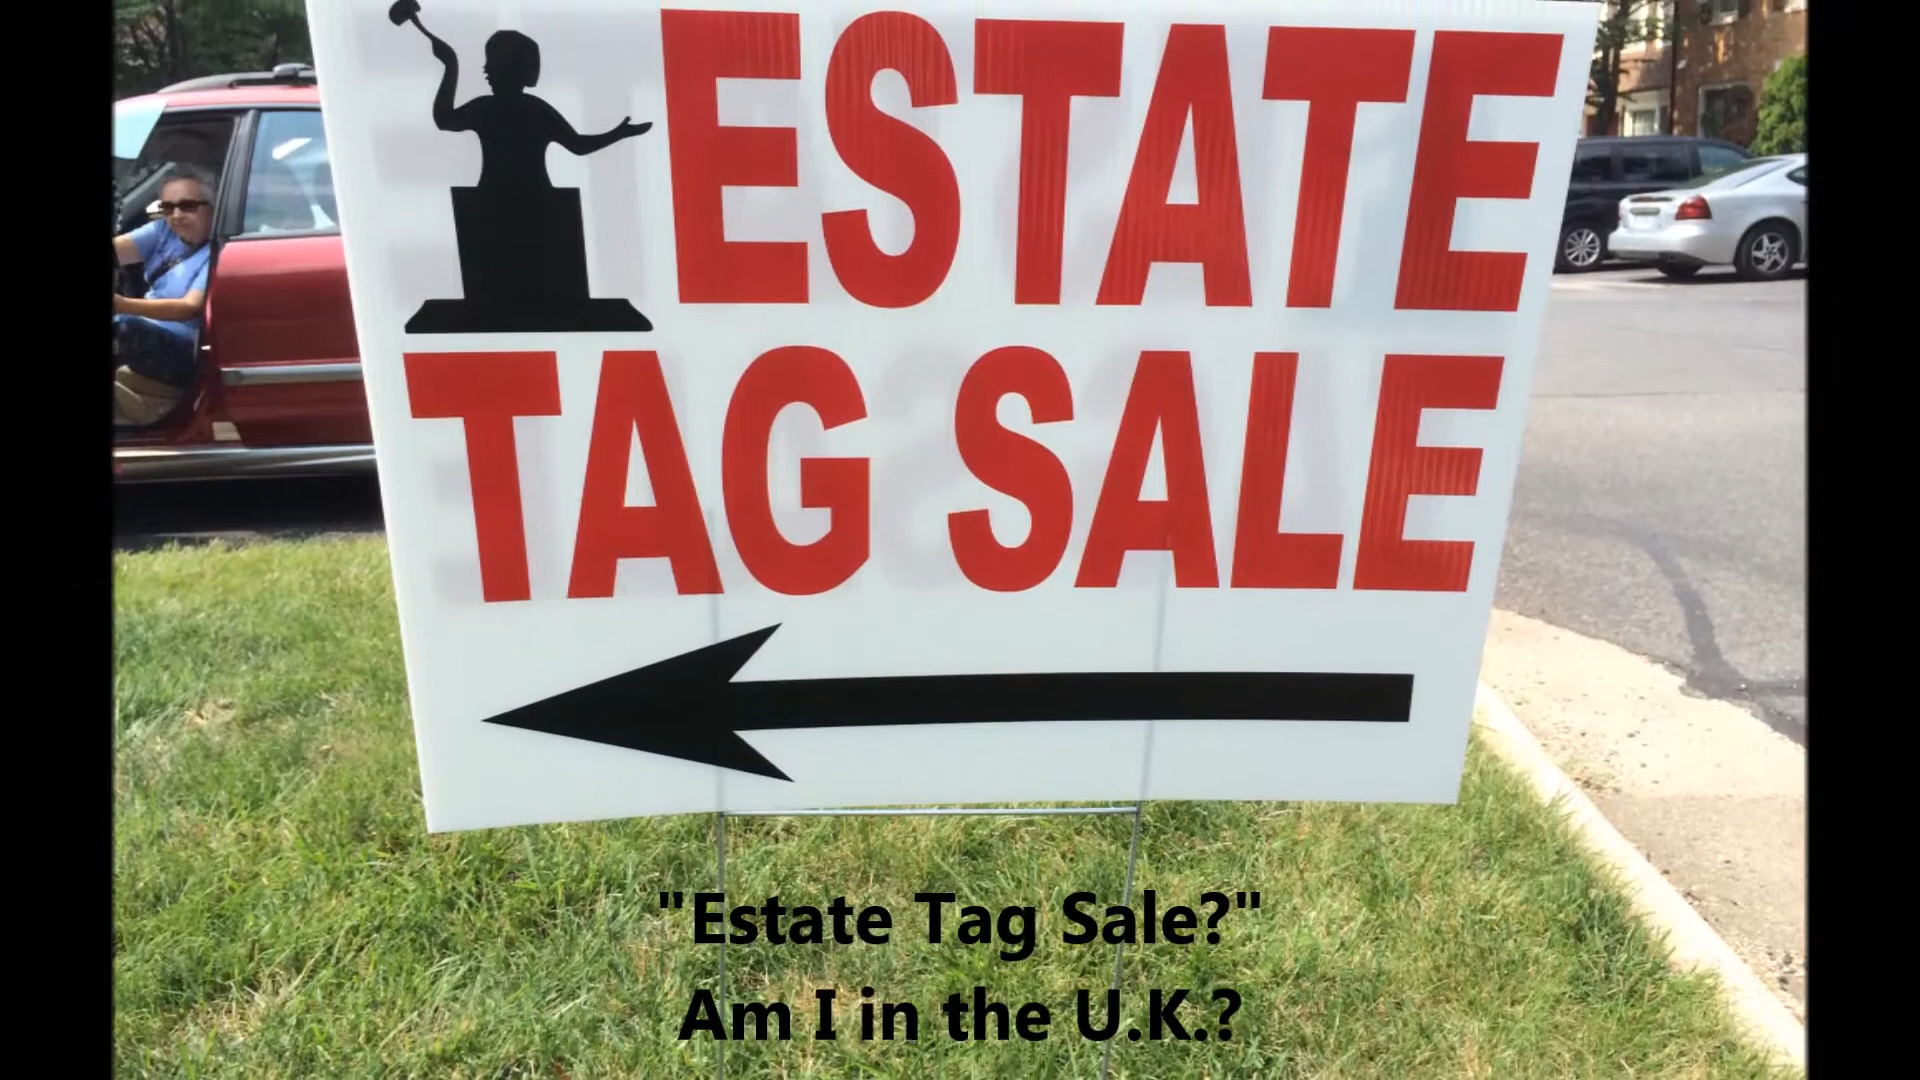 ESTATE
TAG SALE
"Estate Tag Sale?"
Am I in the U.K.?